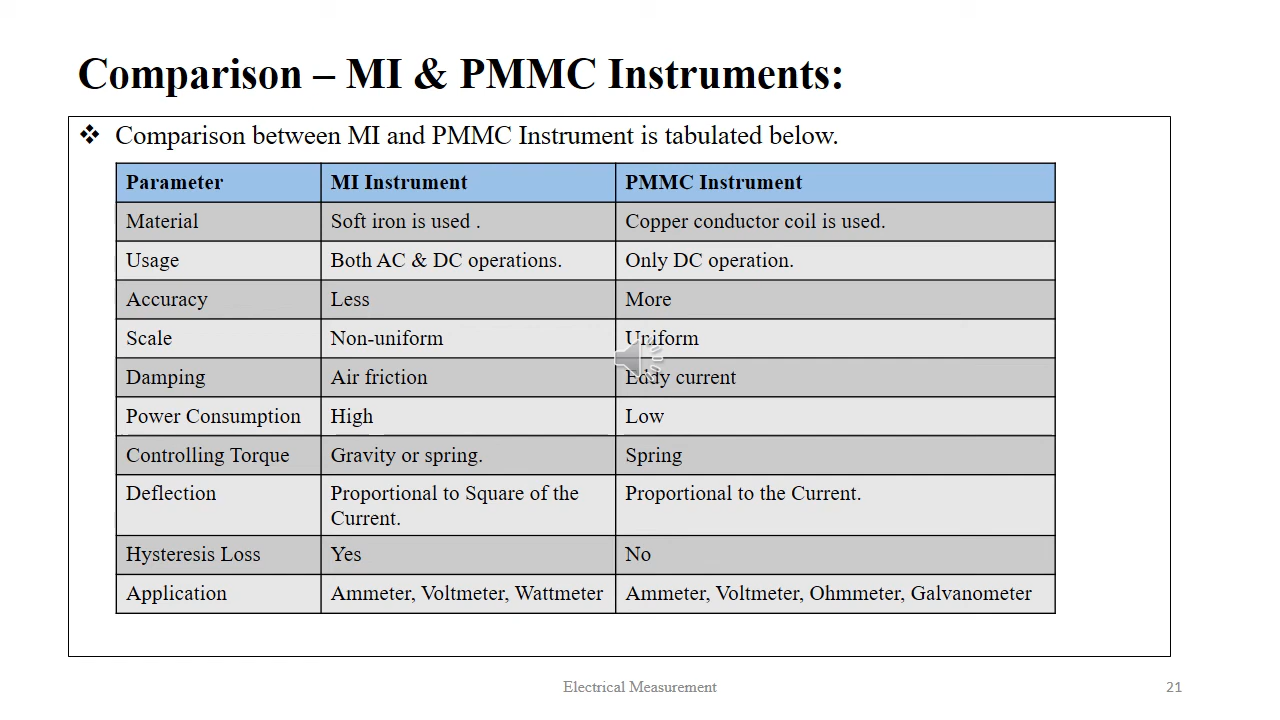 Comparison – MI & PMMC Instruments:
❖ Comparison between MI and PMMC Instrument is tabulated below.
Parameter MI Instrument PMMC Instrument
Material Soft iron is used . Copper conductor coil is used.
Usage Both AC & DC operations. Only DC operation.
Accuracy Less More
Scale Non-uniform Uniform
Damping Air friction Eddy current
Power Consumption High Low
Controlling Torque Gravity or spring. Spring
Deflection Proportional to Square of the Proportional to the Current.
Current.
Hysteresis Loss Yes No
Application Ammeter, Voltmeter, Wattmeter Ammeter, Voltmeter, Ohmmeter, Galvanometer
Electrical Measurement 21